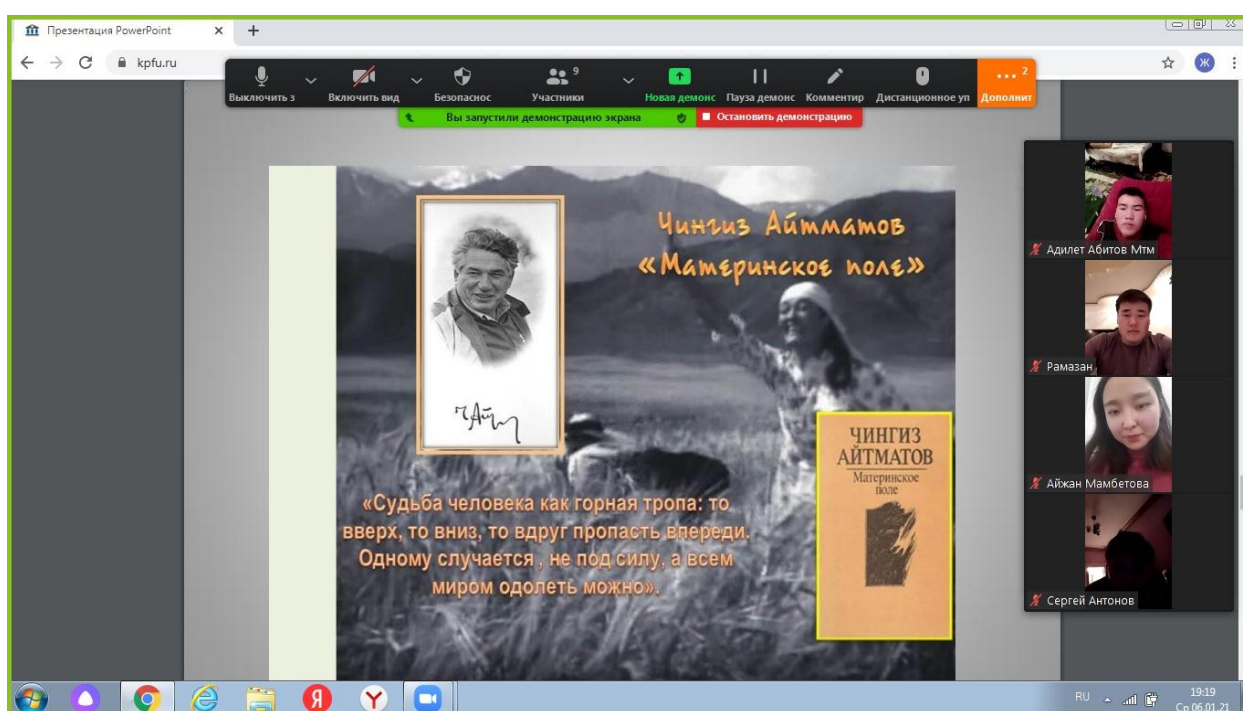 Презентация PowerPoint
kpfu.ru
Ж
9
2
Выключить з
Включить вид
Безопаснос
Участники
Новая демонс
Пауза демонс
Комментир
Дистанционное уп
Дополнит
Вы запустили демонстрацию экрана
Остановить демонстрацию
Чингиз Айтматов
«Материнское поле»
ЧИНГИЗ
АЙТМАТОВ
Материнское
поле
«Судьба человека как горная тропа: то
вверх, то вниз, то вдруг пропасть впереди.
Одному случается , не под силу, а всем
миром одолеть можно».
Адилет Абитов Мтм
Рамазан
Айжан Мамбетова
Сергей Антонов
Я
Y
RU
19:19
Ср 06.01.21